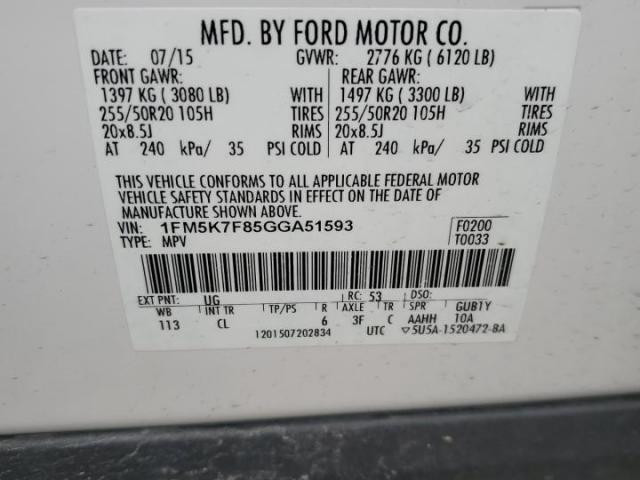 MFD. BY FORD MOTOR CO.
DATE: 07/15 GVWR: 2776 KG ( 6120 LB)
FRONT GAWR: REAR GAWR:
1397 KG ( 3080 LB) WITH 1497 KG ( 3300 LB) WITH
255/50R20 105H TIRES 255/50R20 105H TIRES
20x8.5J RIMS 20x8.5J RIMS
AT 240 kPa/ 35 PSI COLD AT 240 kPa/ 35 PSI COLD
THIS VEHICLE CONFORMS TO ALL APPLICABLE FEDERAL MOTOR
VEHICLE SAFETY STANDARDS IN EFFECT ON THE DATE OF
MANUFACTURE SHOWN ABOVE.
VIN: 1FM5K7F85GGA51593 F0200
TYPE: MPV T0033
EXT PNT: UG RC: 53 DSO:
WB INT TR TP/PS R AXLE TR SPR GUBTY
113 CL 6 3F C AAHH 10A
1201507202834 UTC ▽5U5A-1520472-BA